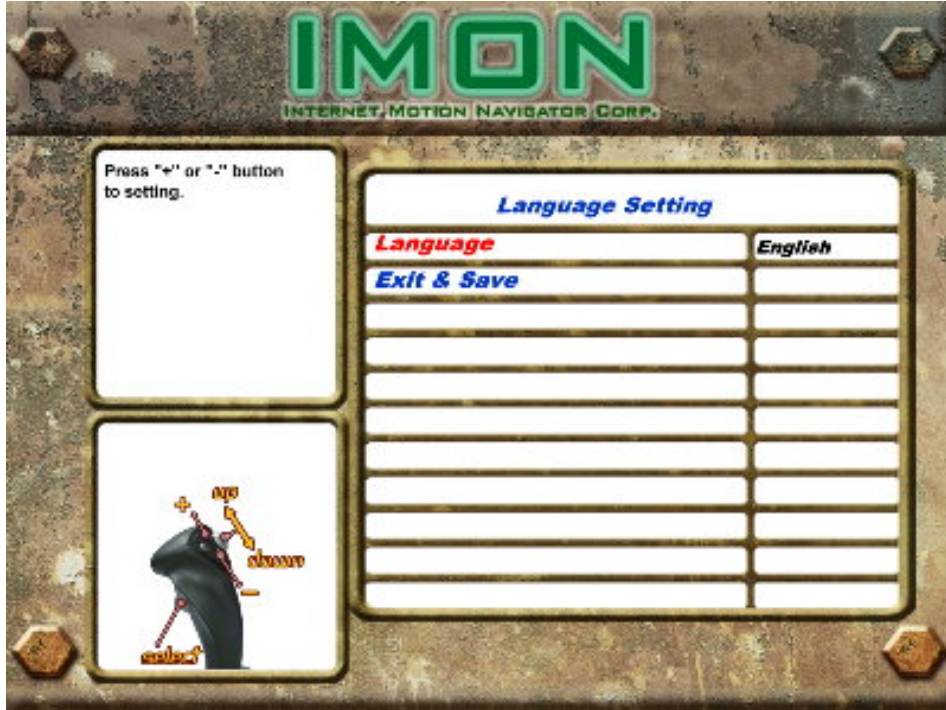 IMON
INTERNET MOTION NAVIGATOR CORP.
Press "+" or "-" button
to setting.
Language Setting
Language English
Exit & Save
+ up
down
-
select